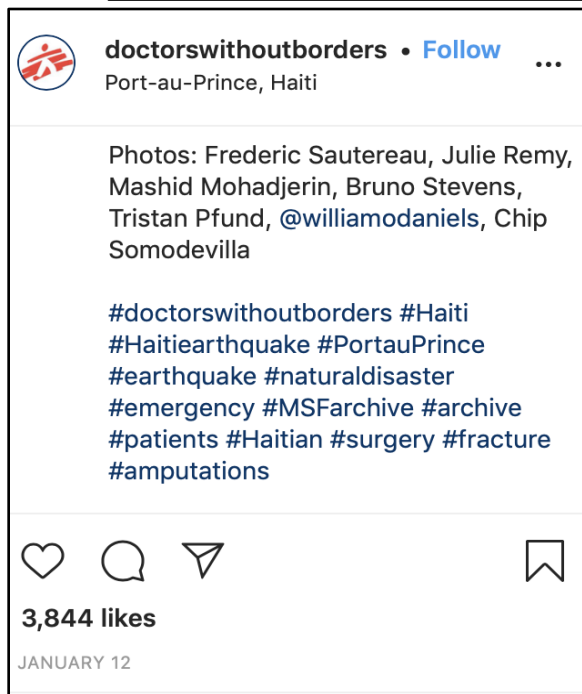 doctorswithoutborders • Follow
Port-au-Prince, Haiti
Photos: Frederic Sautereau, Julie Remy,
Mashid Mohadjerin, Bruno Stevens,
Tristan Pfund, @williamodaniels, Chip
Somodevilla
#doctorswithoutborders #Haiti
#Haitiearthquake #PortauPrince
#earthquake #naturaldisaster
#emergency #MSFarchive #archive
#patients #Haitian #surgery #fracture
#amputations
3,844 likes
JANUARY 12